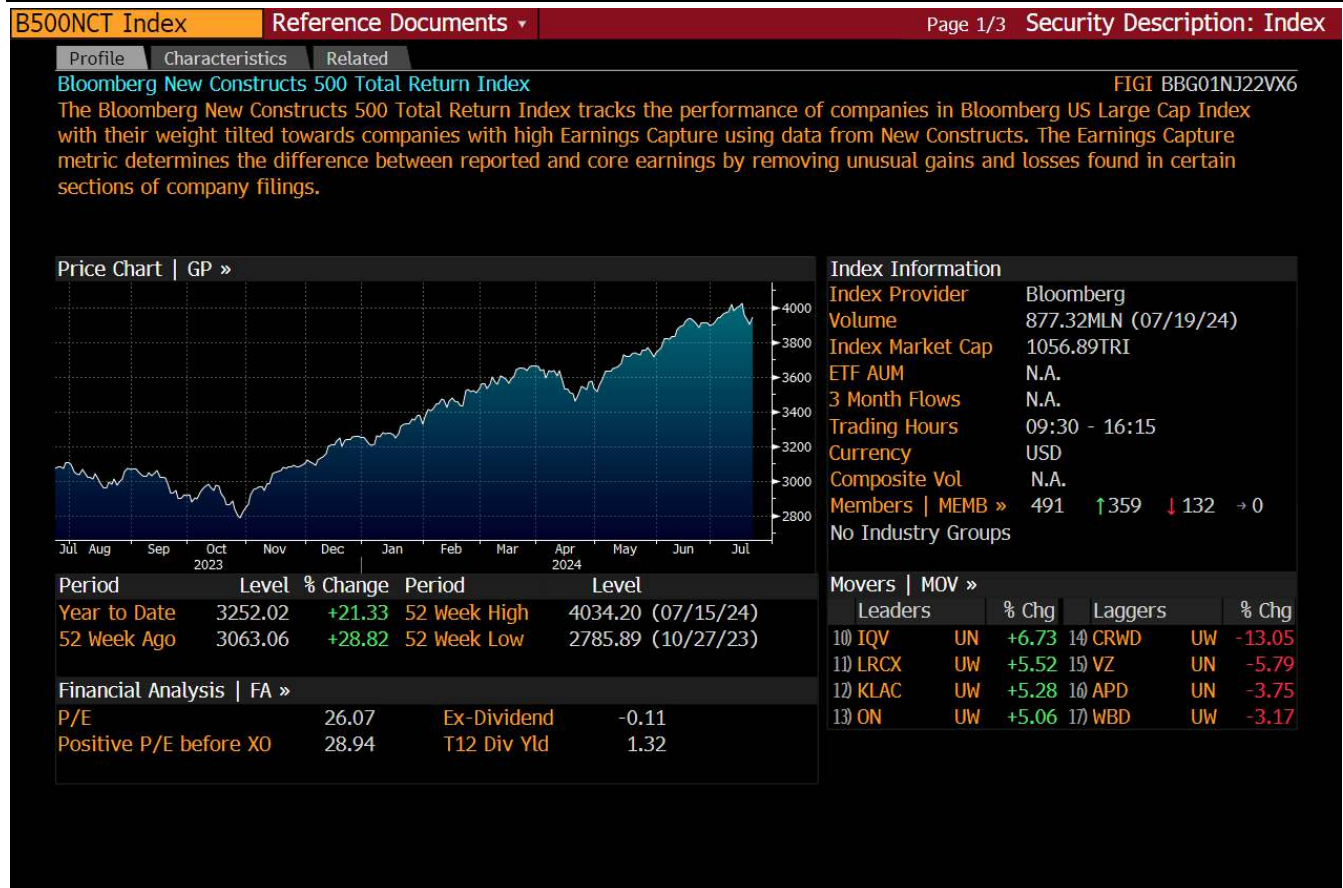 B500NCT Index Reference Documents ▾ Page 1/3 Security Description: Index
Profile Characteristics Related
Bloomberg New Constructs 500 Total Return Index FIGI BBG01NJ22VX6
The Bloomberg New Constructs 500 Total Return Index tracks the performance of companies in Bloomberg US Large Cap Index
with their weight tilted towards companies with high Earnings Capture using data from New Constructs. The Earnings Capture
metric determines the difference between reported and core earnings by removing unusual gains and losses found in certain
sections of company filings.
Price Chart | GP »
4000
3800
3600
3400
3200
3000
2800
Jul Aug Sep Oct Nov Dec Jan Feb Mar Apr May Jun Jul
2023 2024
Period Level % Change Period Level
Year to Date 3252.02 +21.33 52 Week High 4034.20 (07/15/24)
52 Week Ago 3063.06 +28.82 52 Week Low 2785.89 (10/27/23)
Financial Analysis | FA »
P/E 26.07 Ex-Dividend -0.11
Positive P/E before XO 28.94 T12 Div Yld 1.32
Index Information
Index Provider Bloomberg
Volume 877.32MLN (07/19/24)
Index Market Cap 1056.89TRI
ETF AUM N.A.
3 Month Flows N.A.
Trading Hours 09:30 - 16:15
Currency USD
Composite Vol N.A.
Members | MEMB » 491 ↑359 ↓132 →0
No Industry Groups
Movers | MOV »
Leaders % Chg Laggers % Chg
10) IQV UN +6.73 14) CRWD UW -13.05
11) LRCX UW +5.52 15) VZ UN -5.79
12) KLAC UW +5.28 16) APD UN -3.75
13) ON UW +5.06 17) WBD UW -3.17